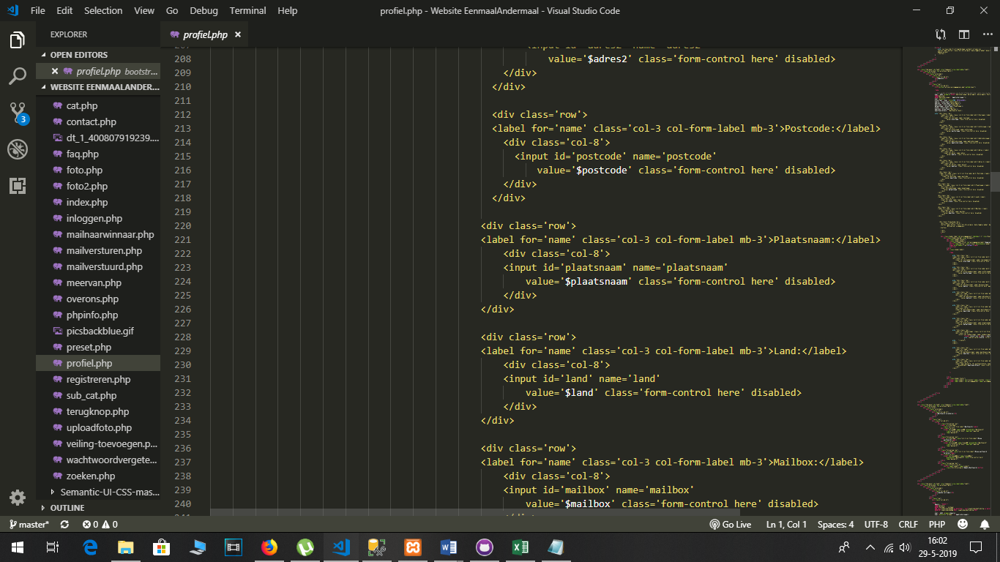 File Edit Selection View Go Debug Terminal Help
profiel.php - Website EenmaalAndermaal - Visual Studio Code
EXPLORER
profiel.php
OPEN EDITORS
profiel.php bootstr...
WEBSITE EENMAALANDER...
cat.php
contact.php
dt_1_400807919239....
faq.php
foto.php
foto2.php
index.php
inloggen.php
mailnaarwinnaar.php
mailversturen.php
mailverstuurd.php
meervan.php
overons.php
phpinfo.php
picsbackblue.gif
preset.php
profiel.php
registreren.php
sub_cat.php
terugknop.php
uploadfoto.php
veiling-toevoegen.p...
wachtwoordvergete...
zoeken.php
Semantic-UI-CSS-mas...
OUTLINE
3
207 <input id='adres2' name='adres2'
208 value='$adres2' class='form-control here' disabled>
209 </div>
210 </div>
211
212 <div class='row'>
213 <label for='name' class='col-3 col-form-label mb-3'>Postcode:</label>
214 <div class='col-8'>
215 <input id='postcode' name='postcode'
216 value='$postcode' class='form-control here' disabled>
217 </div>
218 </div>
219
220 <div class='row'>
221 <label for='name' class='col-3 col-form-label mb-3'>Plaatsnaam:</label>
222 <div class='col-8'>
223 <input id='plaatsnaam' name='plaatsnaam'
224 value='$plaatsnaam' class='form-control here' disabled>
225 </div>
226 </div>
227
228 <div class='row'>
229 <label for='name' class='col-3 col-form-label mb-3'>Land:</label>
230 <div class='col-8'>
231 <input id='land' name='land'
232 value='$land' class='form-control here' disabled>
233 </div>
234 </div>
235
236 <div class='row'>
237 <label for='name' class='col-3 col-form-label mb-3'>Mailbox:</label>
238 <div class='col-8'>
239 <input id='mailbox' name='mailbox'
240 value='$mailbox' class='form-control here' disabled>
241 </div>
master* 0 0 Go Live Ln 1, Col 1 Spaces: 4 UTF-8 CRLF PHP
16:02
29-5-2019